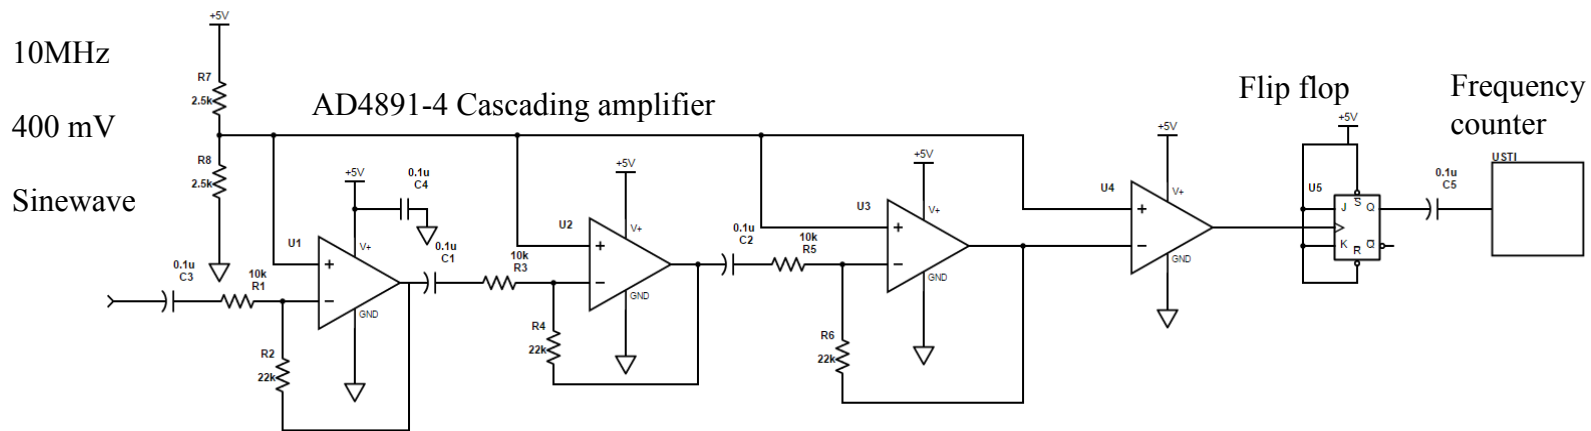 10MHz
400 mV
Sinewave
+5V
R7
2.5k
R8
2.5k
AD4891-4 Cascading amplifier
Flip flop
Frequency
counter
0.1u
C3
10k
R1
U1
+
−
+5V
V+
GND
0.1u
C4
R2
22k
0.1u
C1
10k
R3
U2
+
−
+5V
V+
GND
R4
22k
0.1u
C2
10k
R5
U3
+
−
+5V
V+
GND
R6
22k
U4
+
−
+5V
V+
GND
+5V
U5
S
J
Q
K
Q
R
0.1u
C5
USTI